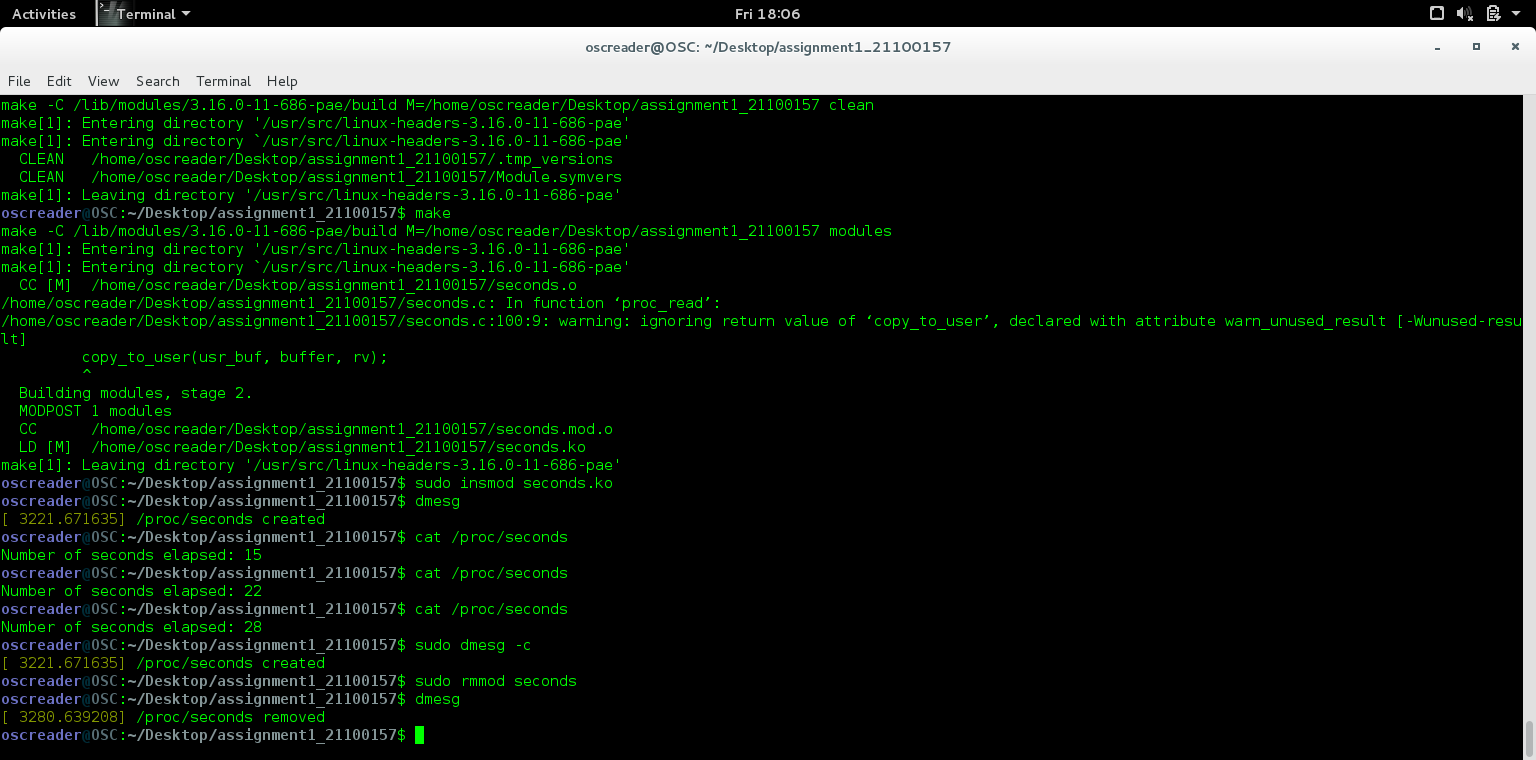 Activities Terminal Fri 18:06
oscreader@OSC: ~/Desktop/assignment1_21100157
File Edit View Search Terminal Help
make -C /lib/modules/3.16.0-11-686-pae/build M=/home/oscreader/Desktop/assignment1_21100157 clean
make[1]: Entering directory '/usr/src/linux-headers-3.16.0-11-686-pae'
make[1]: Entering directory `/usr/src/linux-headers-3.16.0-11-686-pae'
  CLEAN   /home/oscreader/Desktop/assignment1_21100157/.tmp_versions
  CLEAN   /home/oscreader/Desktop/assignment1_21100157/Module.symvers
make[1]: Leaving directory '/usr/src/linux-headers-3.16.0-11-686-pae'
oscreader@OSC:~/Desktop/assignment1_21100157$ make
make -C /lib/modules/3.16.0-11-686-pae/build M=/home/oscreader/Desktop/assignment1_21100157 modules
make[1]: Entering directory '/usr/src/linux-headers-3.16.0-11-686-pae'
make[1]: Entering directory `/usr/src/linux-headers-3.16.0-11-686-pae'
  CC [M]  /home/oscreader/Desktop/assignment1_21100157/seconds.o
/home/oscreader/Desktop/assignment1_21100157/seconds.c: In function ‘proc_read’:
/home/oscreader/Desktop/assignment1_21100157/seconds.c:100:9: warning: ignoring return value of ‘copy_to_user’, declared with attribute warn_unused_result [-Wunused-resu
lt]
         copy_to_user(usr_buf, buffer, rv);
         ^
  Building modules, stage 2.
  MODPOST 1 modules
  CC      /home/oscreader/Desktop/assignment1_21100157/seconds.mod.o
  LD [M]  /home/oscreader/Desktop/assignment1_21100157/seconds.ko
make[1]: Leaving directory '/usr/src/linux-headers-3.16.0-11-686-pae'
oscreader@OSC:~/Desktop/assignment1_21100157$ sudo insmod seconds.ko
oscreader@OSC:~/Desktop/assignment1_21100157$ dmesg
[ 3221.671635] /proc/seconds created
oscreader@OSC:~/Desktop/assignment1_21100157$ cat /proc/seconds
Number of seconds elapsed: 15
oscreader@OSC:~/Desktop/assignment1_21100157$ cat /proc/seconds
Number of seconds elapsed: 22
oscreader@OSC:~/Desktop/assignment1_21100157$ cat /proc/seconds
Number of seconds elapsed: 28
oscreader@OSC:~/Desktop/assignment1_21100157$ sudo dmesg -c
[ 3221.671635] /proc/seconds created
oscreader@OSC:~/Desktop/assignment1_21100157$ sudo rmmod seconds
oscreader@OSC:~/Desktop/assignment1_21100157$ dmesg
[ 3280.639208] /proc/seconds removed
oscreader@OSC:~/Desktop/assignment1_21100157$